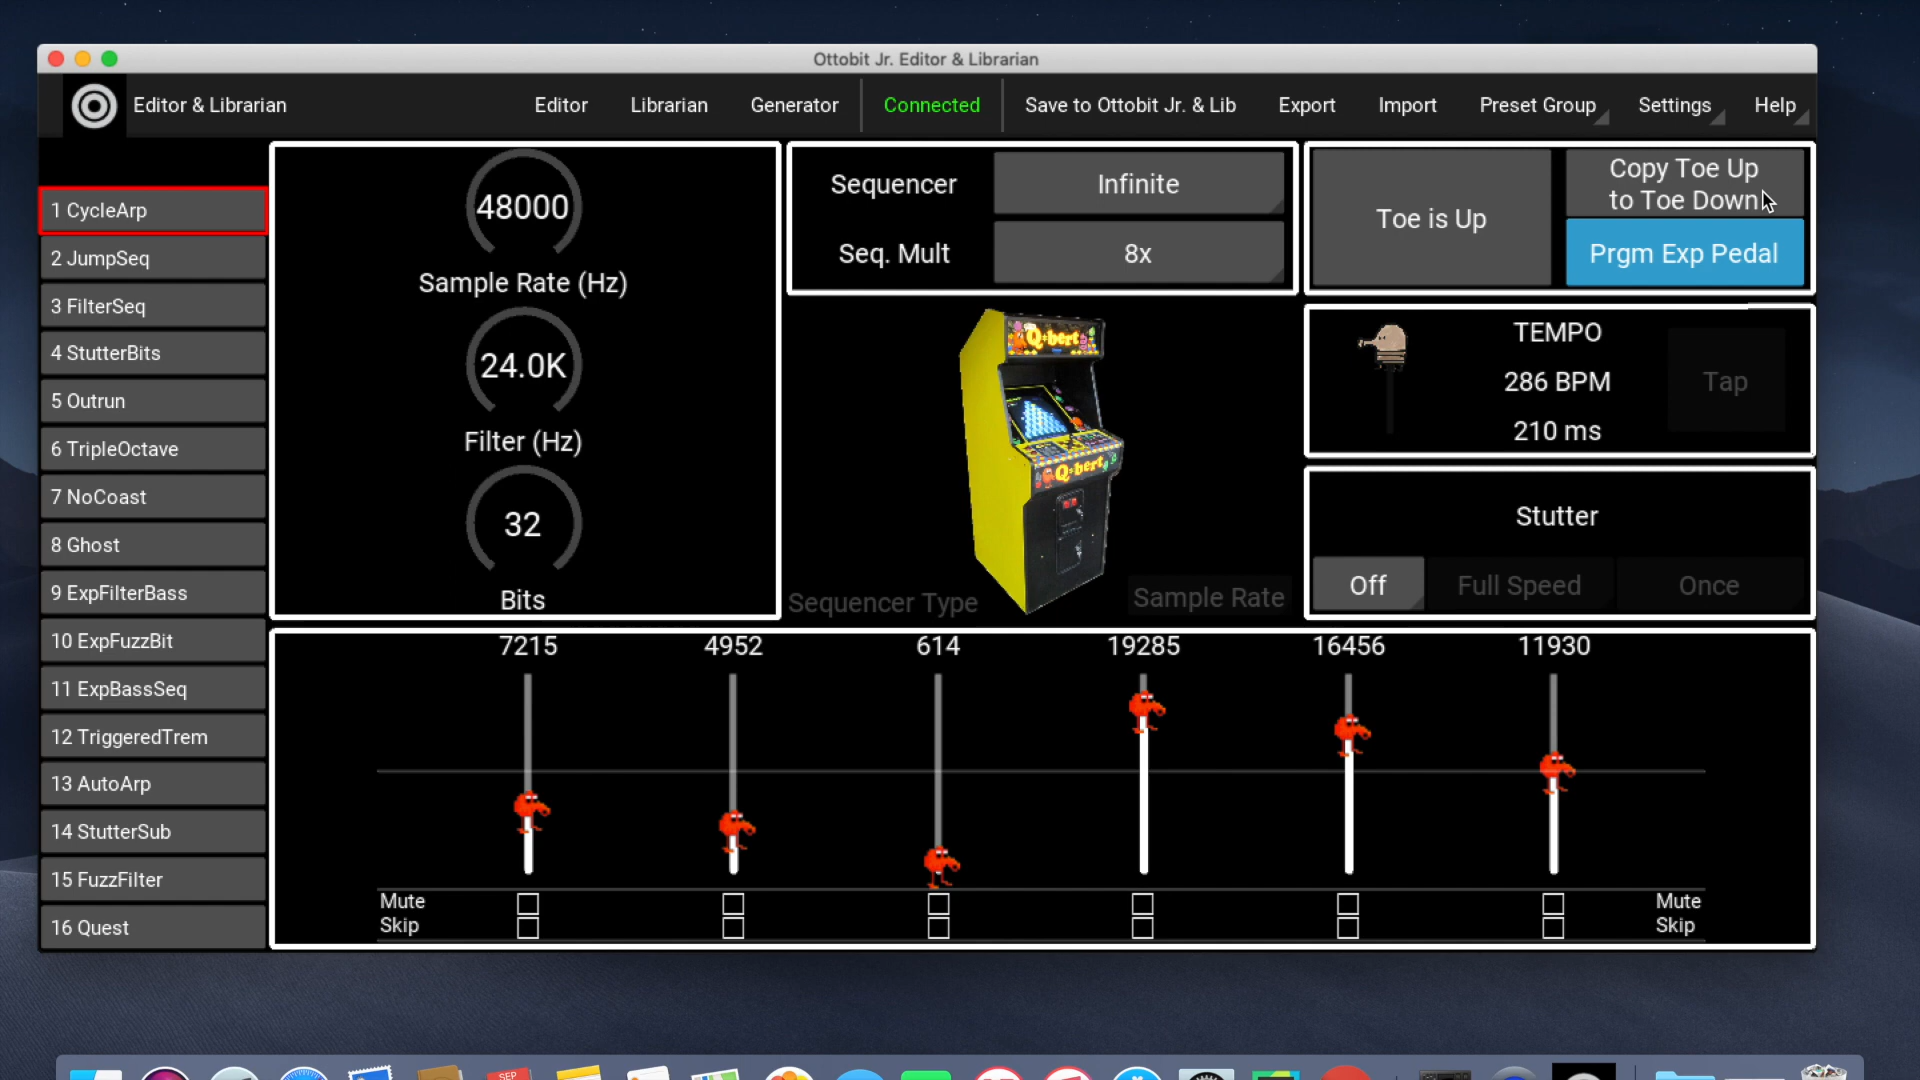 Ottobit Jr. Editor & Librarian
Editor & Librarian
Editor
Librarian
Generator
Connected
Save to Ottobit Jr. & Lib
Export
Import
Preset Group
Settings
Help
1 CycleArp
2 JumpSeq
3 FilterSeq
4 StutterBits
5 Outrun
6 TripleOctave
7 NoCoast
8 Ghost
9 ExpFilterBass
10 ExpFuzzBit
11 ExpBassSeq
12 TriggeredTrem
13 AutoArp
14 StutterSub
15 FuzzFilter
16 Quest
48000
Sample Rate (Hz)
24.0K
Filter (Hz)
32
Bits
Sequencer
Infinite
Seq. Mult
8x
Q*bert
Q*bert
Sequencer Type
Sample Rate
Toe is Up
Copy Toe Up
to Toe Down
Prgm Exp Pedal
TEMPO
286 BPM
210 ms
Tap
Stutter
Off
Full Speed
Once
7215
4952
614
19285
16456
11930
Mute
Mute
Skip
Skip
SEP